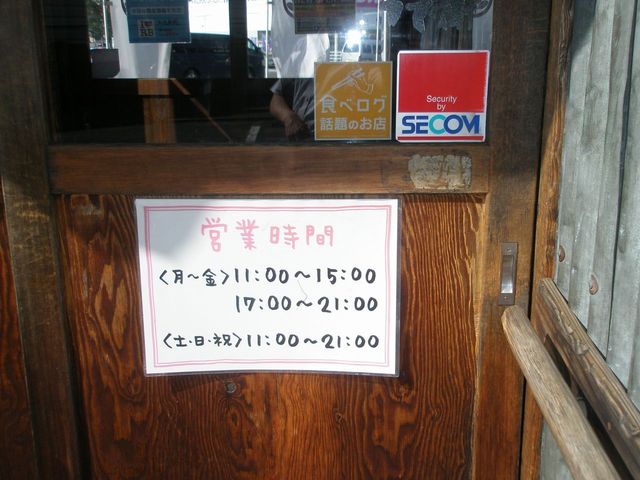 食べログ
話題のお店
Security
by
SECOM
営業時間
〈月〜金〉11:00〜15:00
17:00〜21:00
〈土・日・祝〉11:00〜21:00